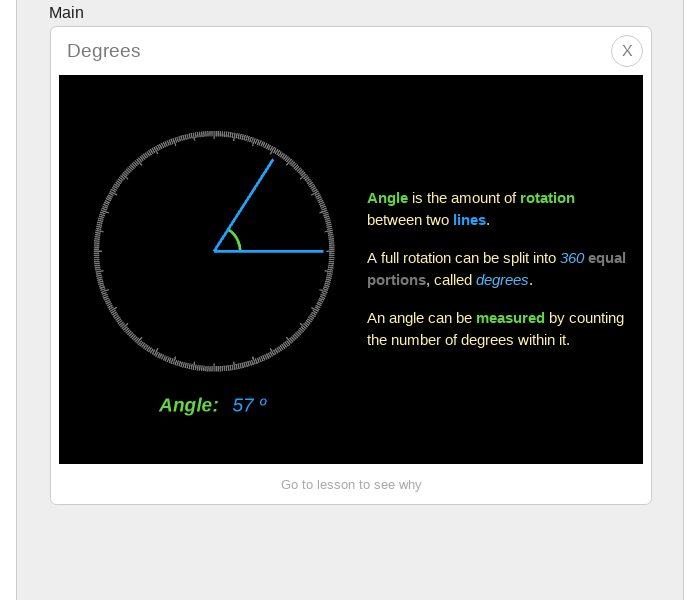 Main
Degrees
X
Angle is the amount of rotation
between two lines.
A full rotation can be split into 360 equal
portions, called degrees.
An angle can be measured by counting
the number of degrees within it.
Angle: 57 º
Go to lesson to see why